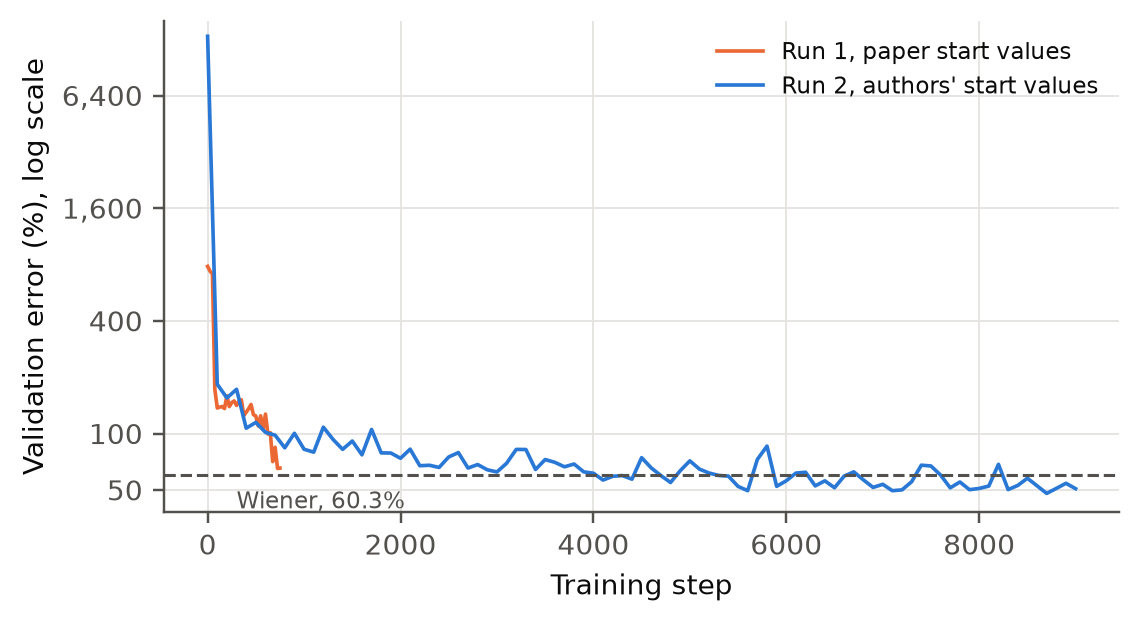 Run 1, paper start values
Run 2, authors' start values
Validation error (%), log scale
6,400
1,600
400
100
50
Wiener, 60.3%
0
2000
4000
6000
8000
Training step